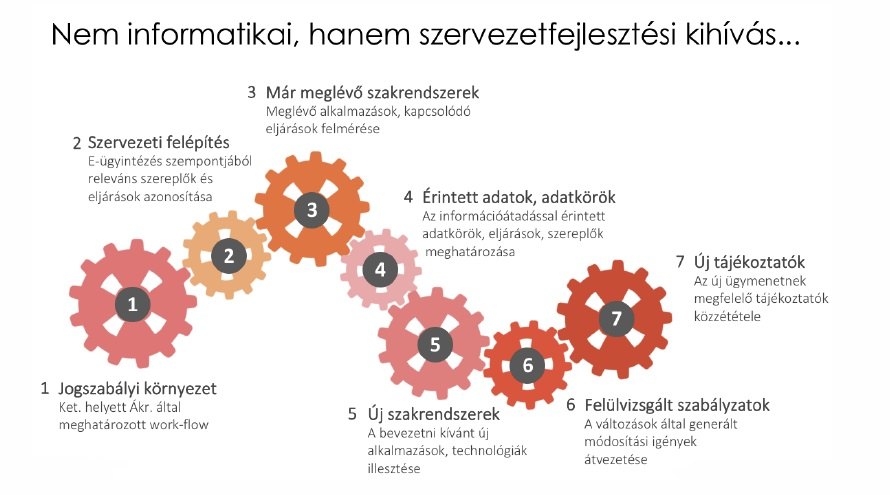 Nem informatikai, hanem szervezetfejlesztési kihívás...
1 Jogszabályi környezet
Ket. helyett Ákr. által
meghatározott work-flow
2 Szervezeti felépítés
E-ügyintézés szempontjából
releváns szereplők és
eljárások azonosítása
3 Már meglévő szakrendszerek
Meglévő alkalmazások, kapcsolódó
eljárások felmérése
4 Érintett adatok, adatkörök
Az információátadással érintett
adatkörök, eljárások, szereplők
meghatározása
5 Új szakrendszerek
A bevezetni kívánt új
alkalmazások, technológiák
illesztése
6 Felülvizsgált szabályzatok
A változások által generált
módosítási igények
átvezetése
7 Új tájékoztatók
Az új ügymenetnek
megfelelő tájékoztatók
közzététele
1
2
3
4
5
6
7